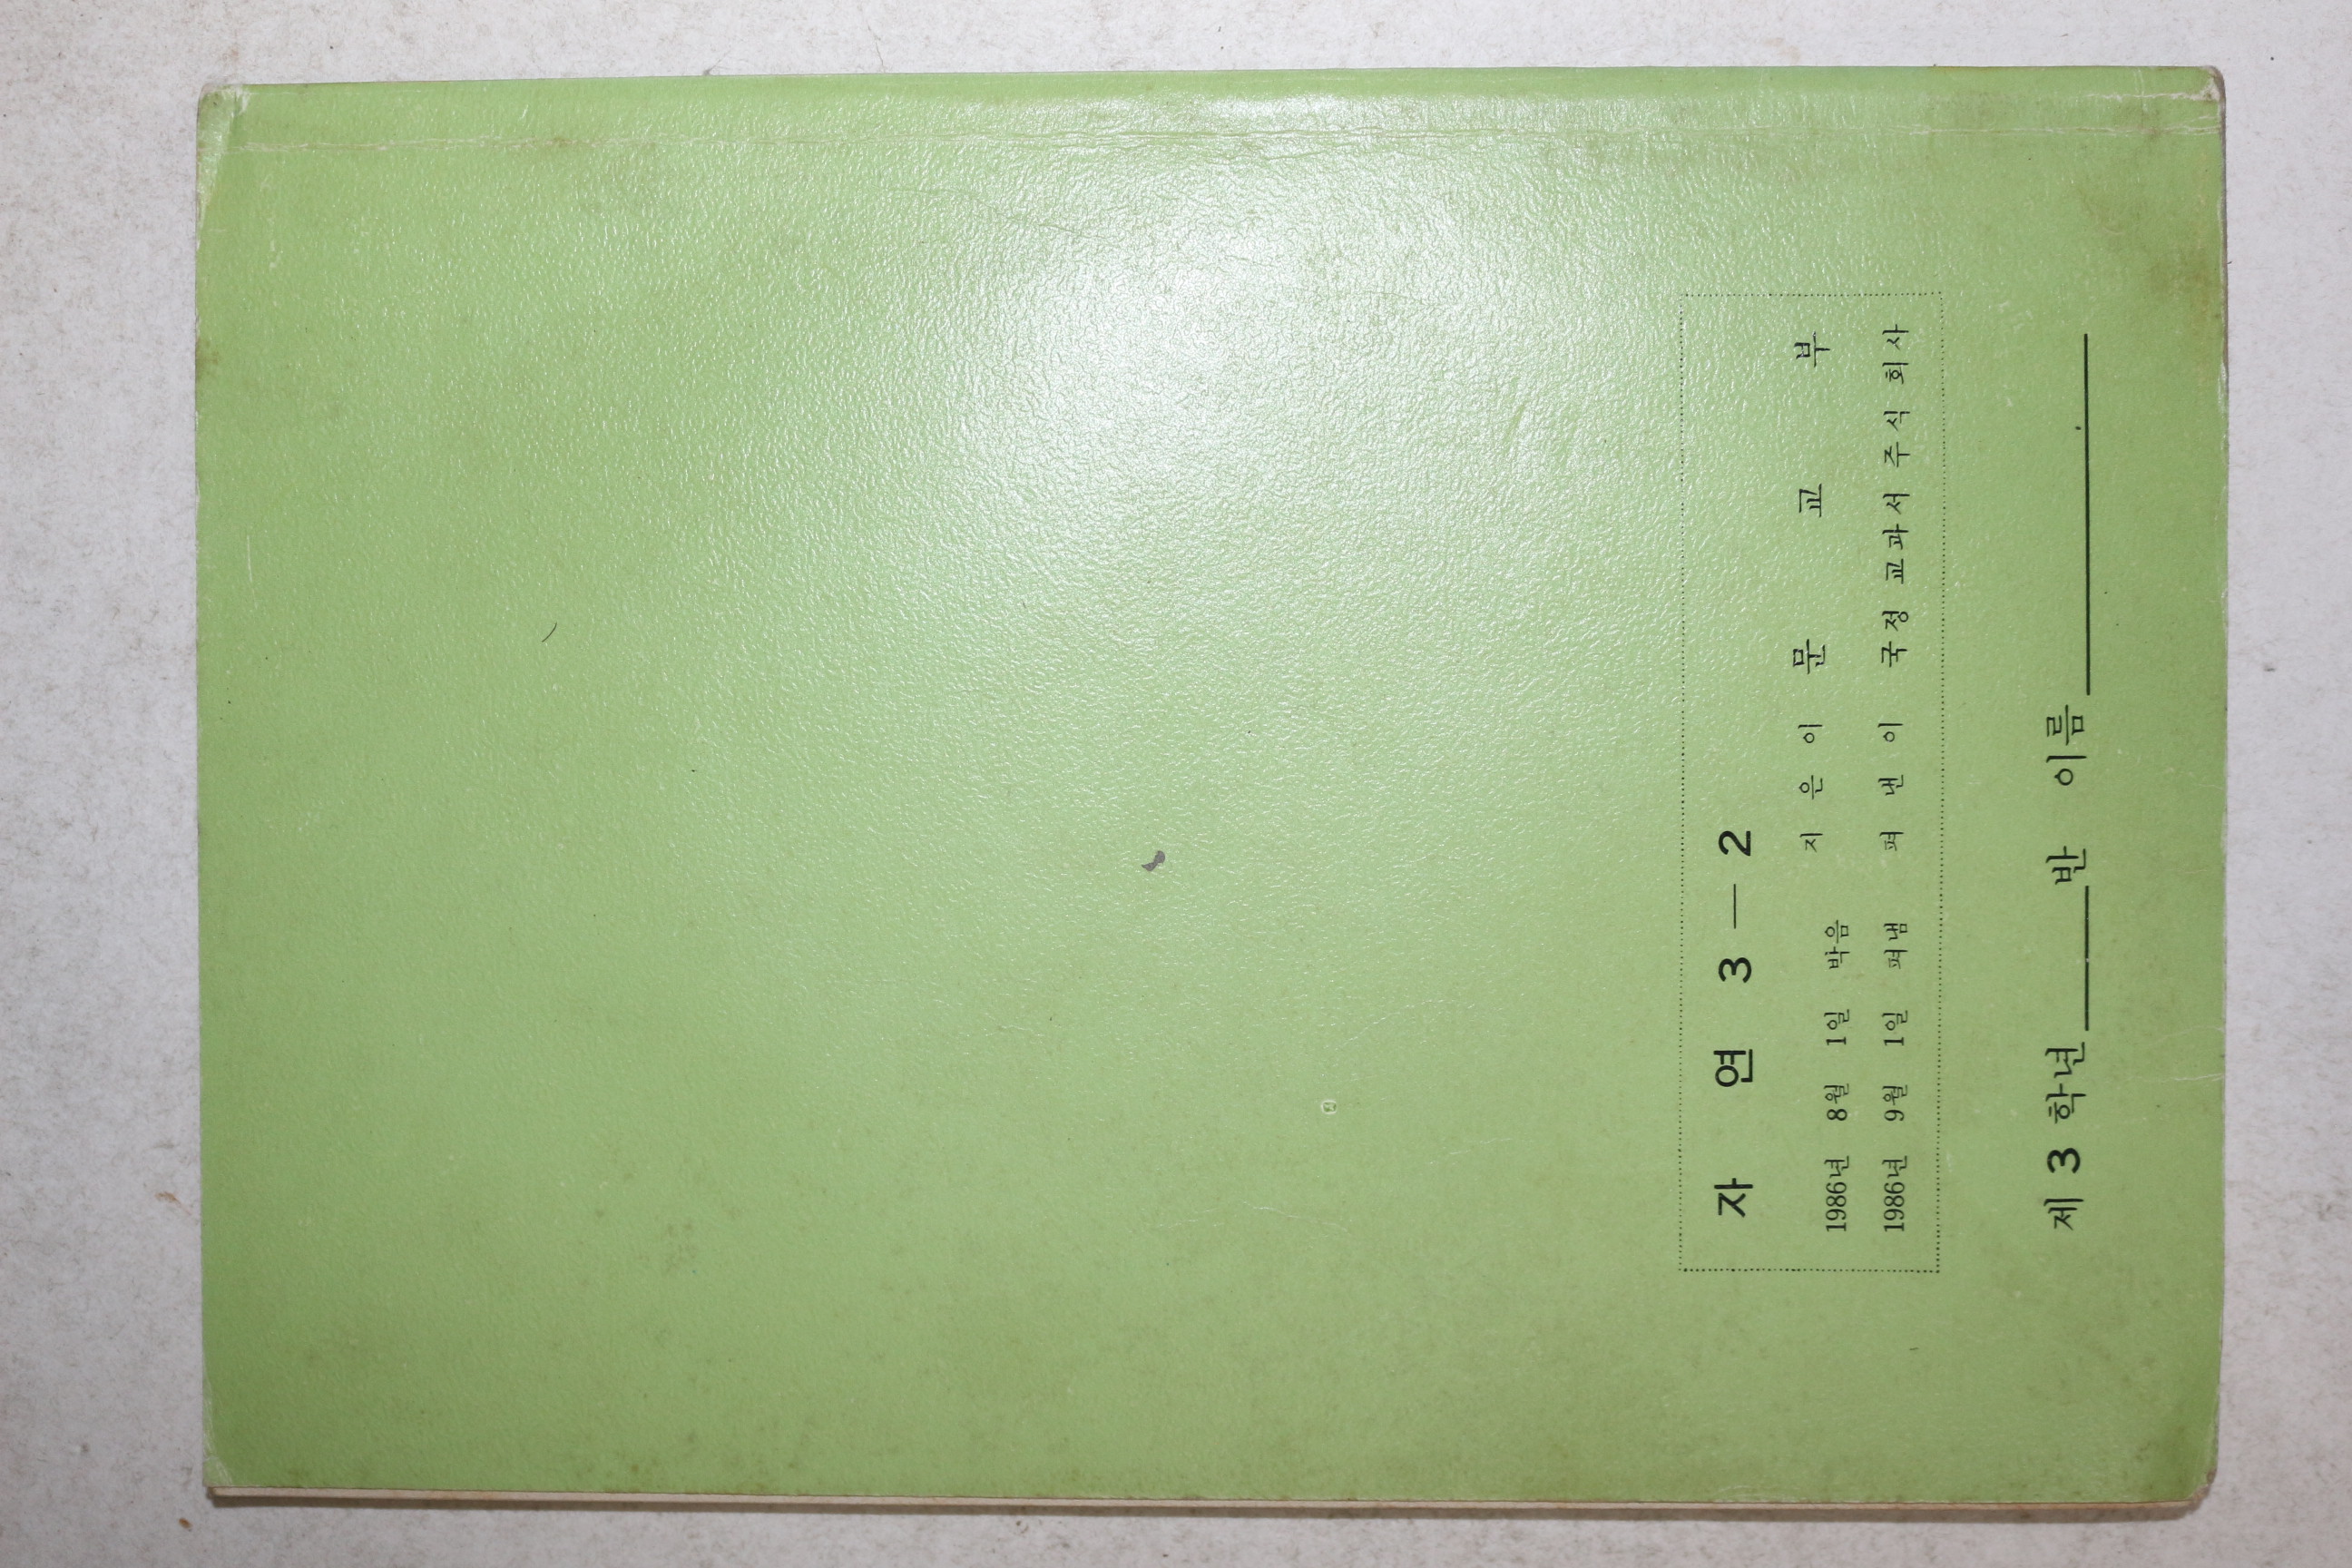 자 연 3 — 2
지 은 이 문 교 부
1986년 8월 1일 박음
1986년 9월 1일 펴냄 펴 낸 이 국 정 교 과 서 주 식 회 사
제 3 학년 반 이름